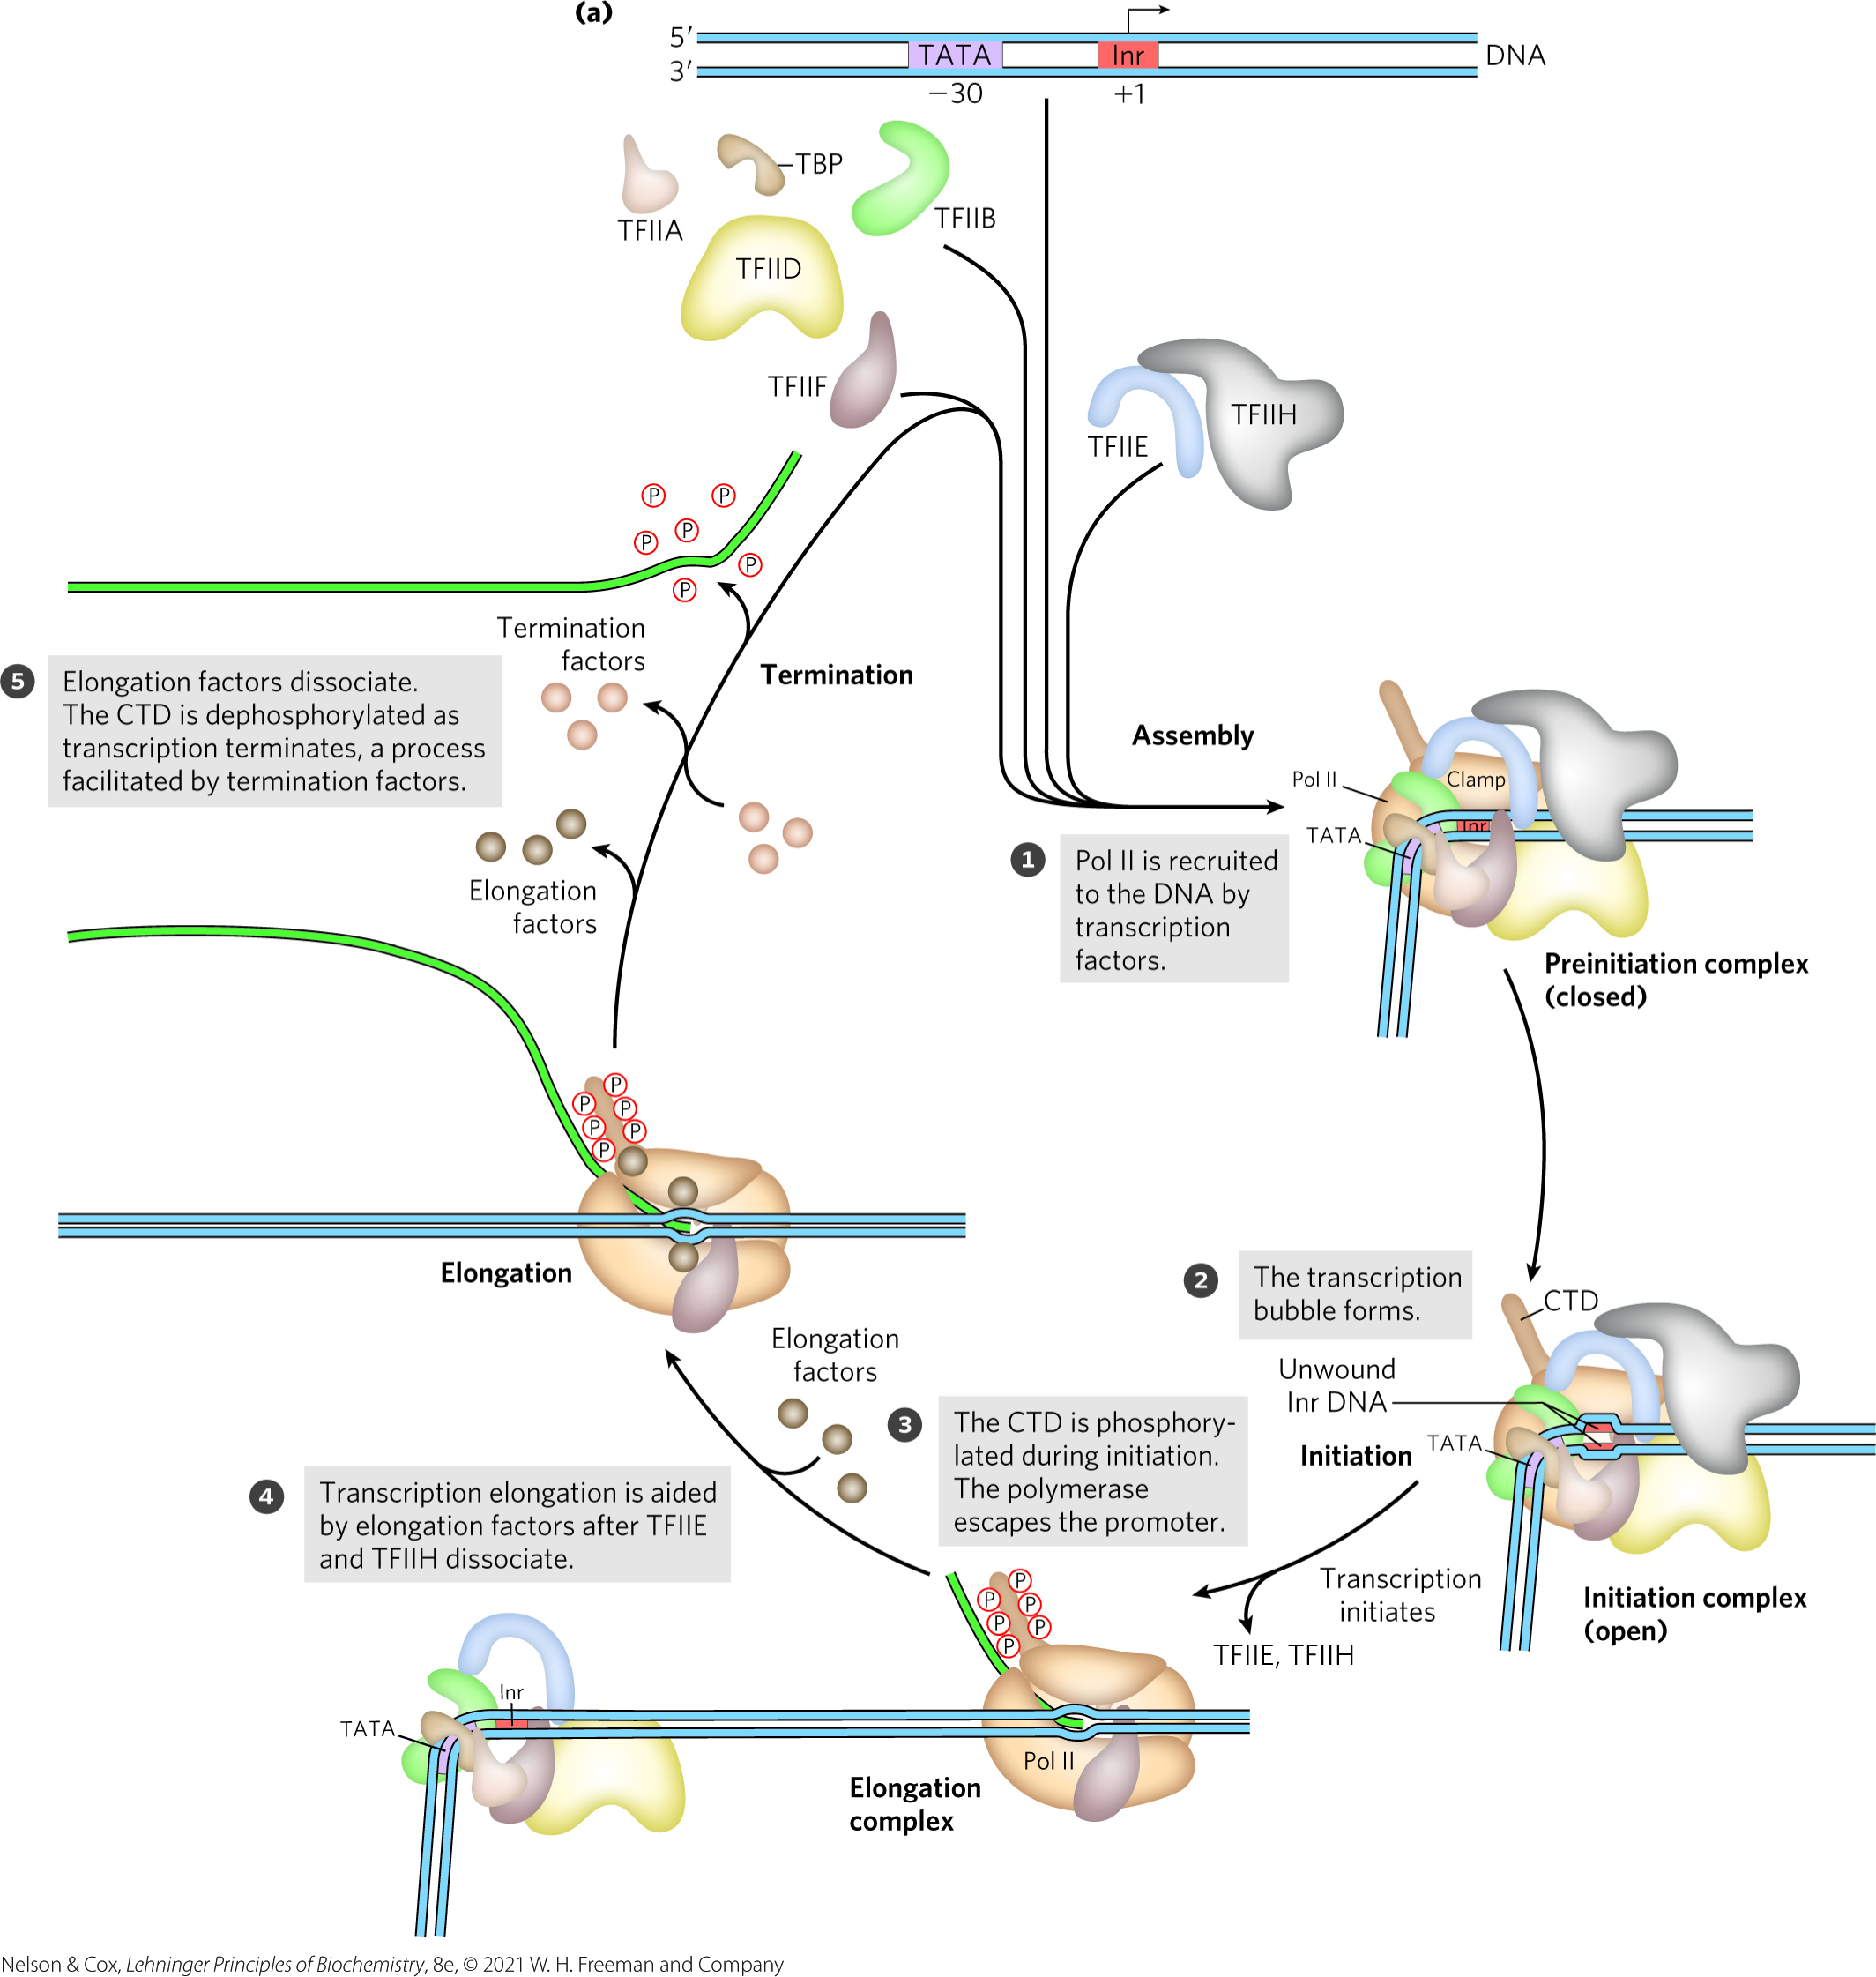 (a)
5′
3′
TATA
Inr
DNA
−30
+1
TBP
TFIIA
TFIIB
TFIID
TFIIF
TFIIE
TFIIH
P
P
P
P
P
P
Termination
factors
Termination
5
Elongation factors dissociate.
The CTD is dephosphorylated as
transcription terminates, a process
facilitated by termination factors.
Elongation
factors
Assembly
1
Pol II is recruited
to the DNA by
transcription
factors.
Pol II
Clamp
TATA
Inr
Preinitiation complex
(closed)
P
P
P
P
P
P
Elongation
2
The transcription
bubble forms.
CTD
Unwound
Inr DNA
TATA
Initiation
Initiation complex
(open)
Elongation
factors
3
The CTD is phosphory-
lated during initiation.
The polymerase
escapes the promoter.
4
Transcription elongation is aided
by elongation factors after TFIIE
and TFIIH dissociate.
Transcription
initiates
TFIIE, TFIIH
P
P
P
P
P
P
Inr
TATA
Pol II
Elongation
complex
Nelson & Cox, Lehninger Principles of Biochemistry, 8e, © 2021 W. H. Freeman and Company